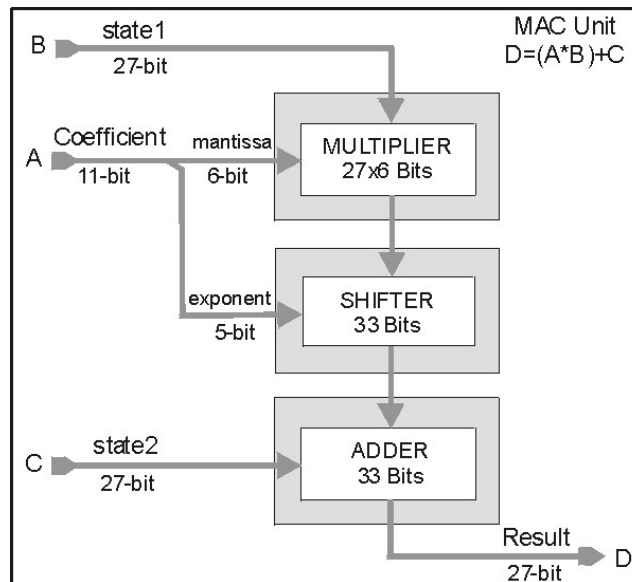 MAC Unit
D=(A*B)+C
B
state1
27-bit
A
Coefficient
11-bit
mantissa
6-bit
MULTIPLIER
27x6 Bits
exponent
5-bit
SHIFTER
33 Bits
C
state2
27-bit
ADDER
33 Bits
Result
27-bit
D